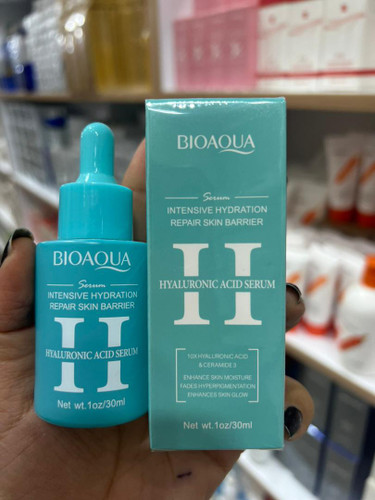 BIOAQUA
Serum
INTENSIVE HYDRATION
REPAIR SKIN BARRIER
H
HYALURONIC ACID SERUM
Net wt.1oz/30ml
BIOAQUA
Serum
INTENSIVE HYDRATION
REPAIR SKIN BARRIER
H
HYALURONIC ACID SERUM
10X HYALURONIC ACID
& CERAMIDE 3
ENHANCE SKIN MOISTURE
FADES HYPERPIGMENTATION
ENHANCES SKIN GLOW
Net wt.1oz/30ml